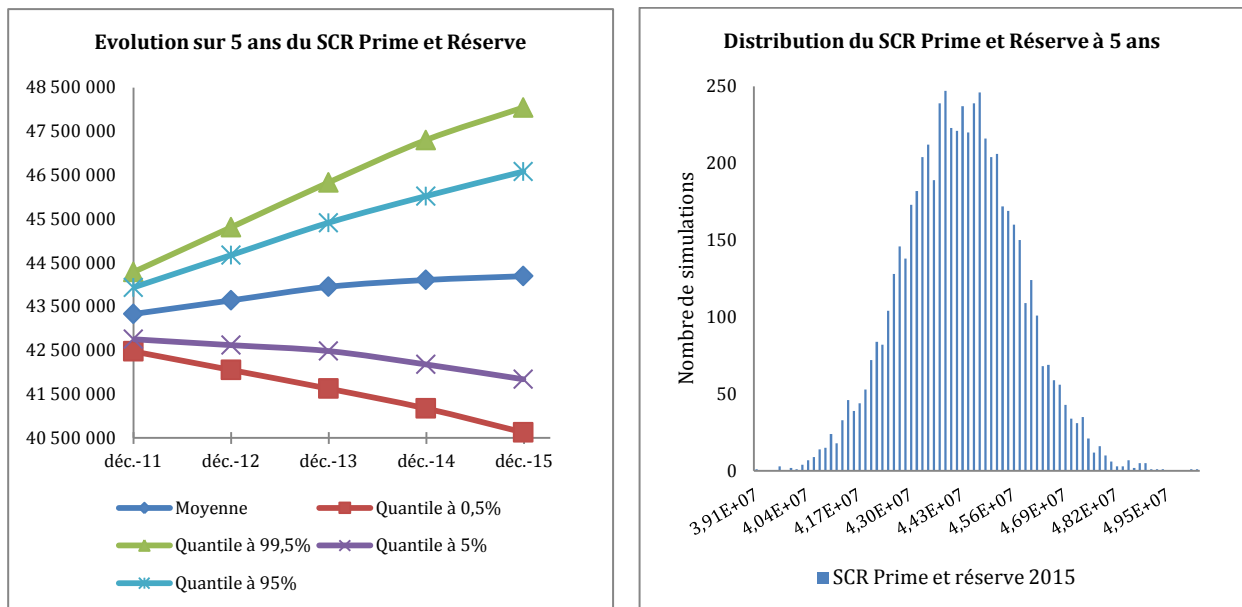 Evolution sur 5 ans du SCR Prime et Réserve
48 500 000
47 500 000
46 500 000
45 500 000
44 500 000
43 500 000
42 500 000
41 500 000
40 500 000
déc.-11 déc.-12 déc.-13 déc.-14 déc.-15
Moyenne Quantile à 0,5%
Quantile à 99,5% Quantile à 5%
Quantile à 95%
Distribution du SCR Prime et Réserve à 5 ans
Nombre de simulations
250
200
150
100
50
0
3,91E+07 4,04E+07 4,17E+07 4,30E+07 4,43E+07 4,56E+07 4,69E+07 4,82E+07 4,95E+07
SCR Prime et réserve 2015